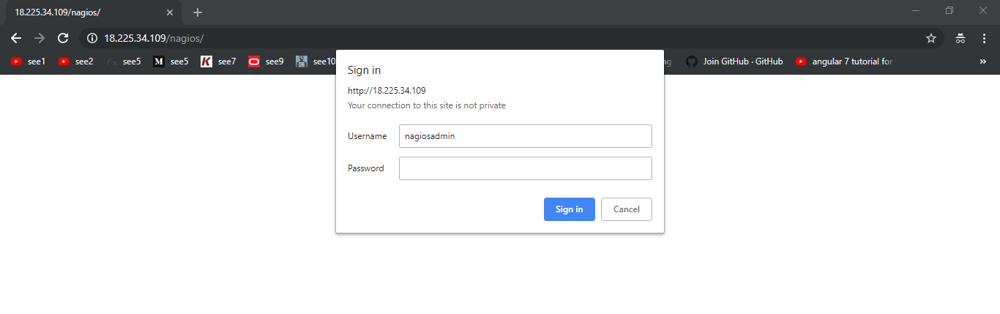 18.225.34.109/nagios/
18.225.34.109/nagios/
see1 see2 see5 see5 see7 see9 see10 Join GitHub · GitHub angular 7 tutorial for
Sign in
http://18.225.34.109
Your connection to this site is not private
Username nagiosadmin
Password
Sign in Cancel